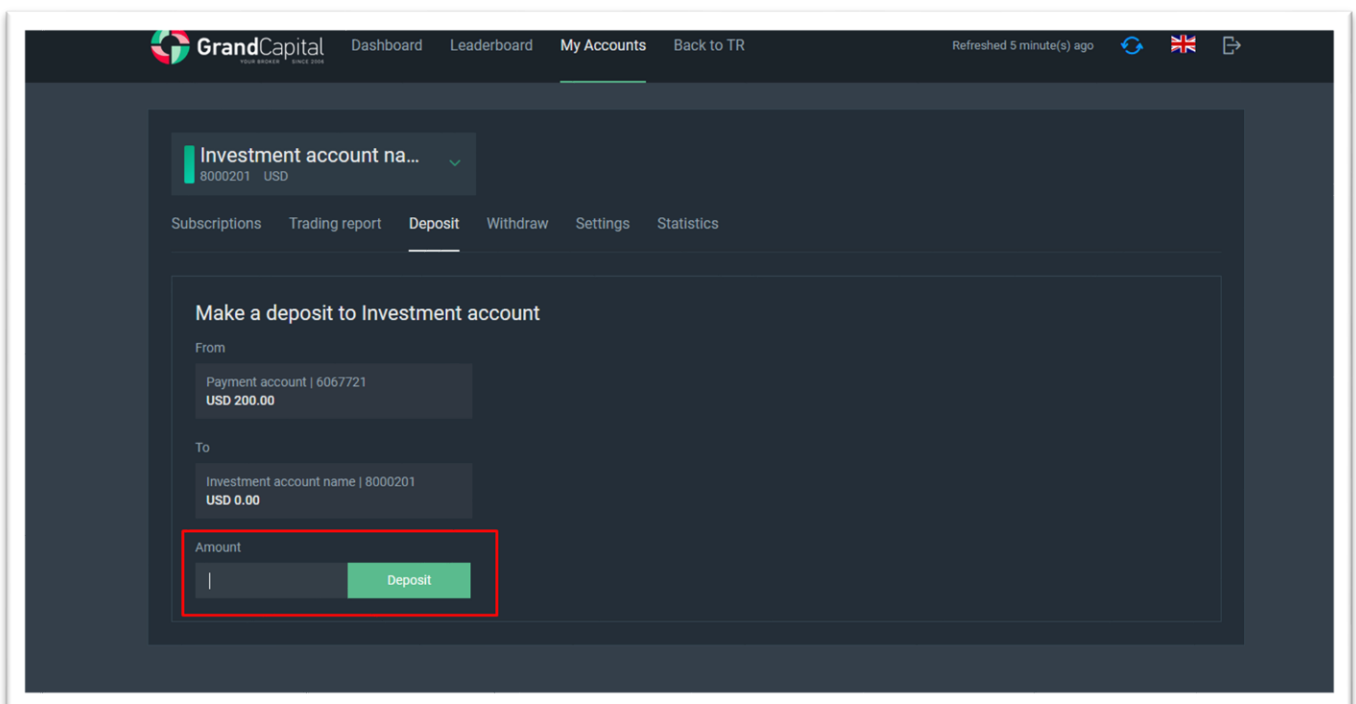 GrandCapital
YOUR BROKER SINCE 2006
Dashboard Leaderboard My Accounts Back to TR
Refreshed 5 minute(s) ago
Investment account na...
8000201 USD
Subscriptions Trading report Deposit Withdraw Settings Statistics
Make a deposit to Investment account
From
Payment account | 6067721
USD 200.00
To
Investment account name | 8000201
USD 0.00
Amount
Deposit